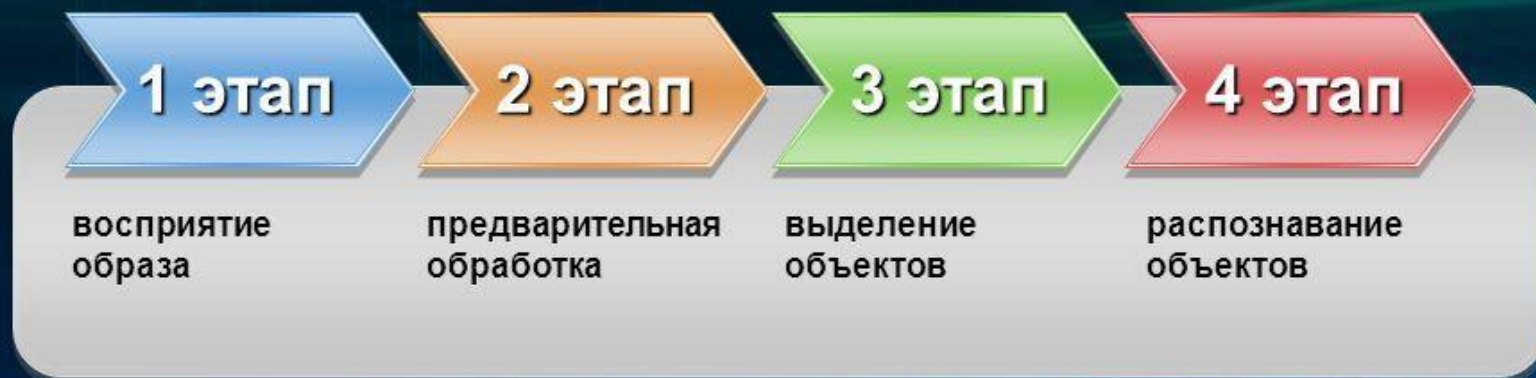 1 этап
2 этап
3 этап
4 этап
восприятие
образа
предварительная
обработка
выделение
объектов
распознавание
объектов